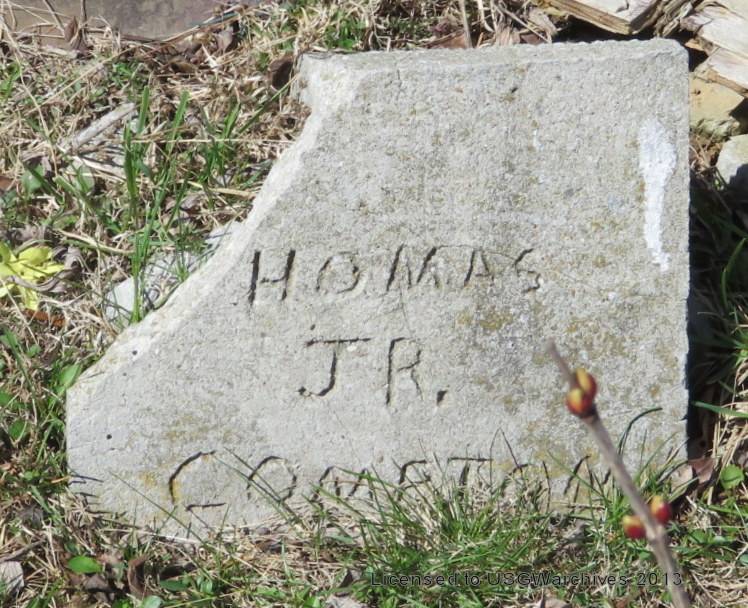 HOMAS
JR.
Licensed to USGWarchives 2013